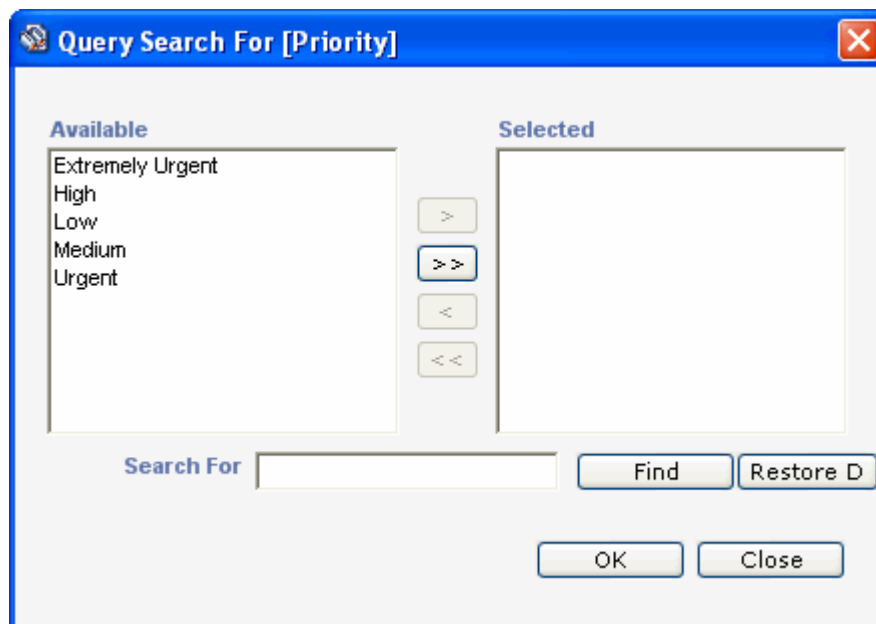 Query Search For [Priority]
Available
Selected
Extremely Urgent
High
Low
Medium
Urgent
>
>>
<
<<
Search For
Find
Restore D
OK
Close